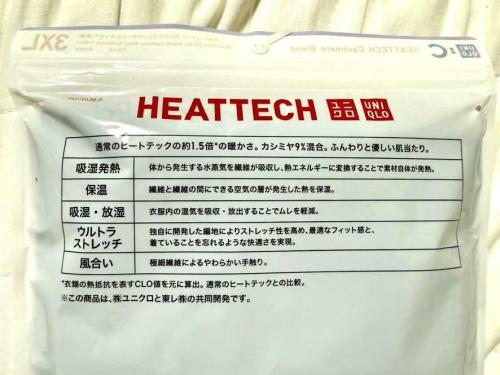 3XL
HEATTECH Cashmere Blend
UNI QLO : C
HEATTECH ユニクロ UNIQLO
通常のヒートテックの約1.5倍*の暖かさ。カシミヤ9%混合。ふんわりと優しい肌当たり。
吸湿発熱 体から発生する水蒸気を繊維が吸収し、熱エネルギーに変換することで素材自体が発熱。
保温 繊維と繊維の間にできる空気の層が発生した熱を保温。
吸湿・放湿 衣服内の湿気を吸収・放出することでムレを軽減。
ウルトラ 独自に開発した編地によりストレッチ性を高め、最適なフィット感と、
ストレッチ 着ていることを忘れるような快適さを実現。
風合い 極細繊維によるやわらかい手触り。
*衣類の熱抵抗を表すCLO値を元に算出。通常のヒートテックとの比較。
※この商品は、㈱ユニクロと東レ㈱の共同開発です。